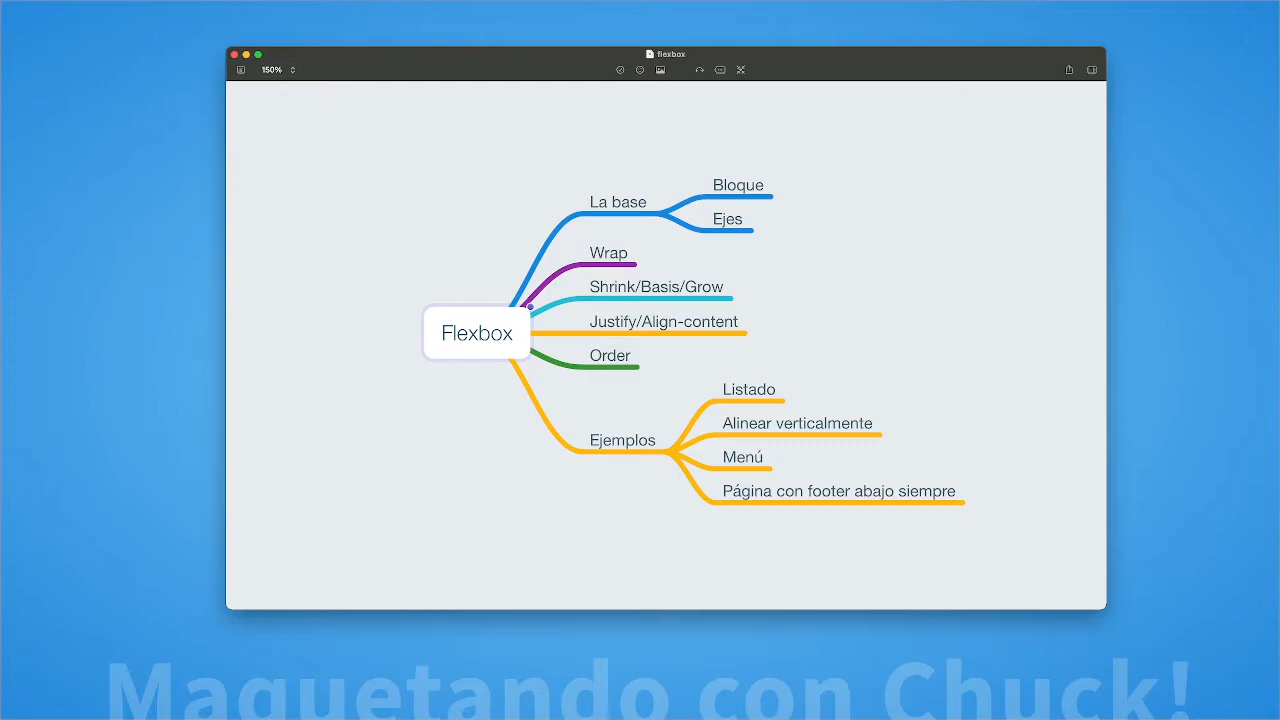 flexbox
150%
La base
Bloque
Ejes
Wrap
Shrink/Basis/Grow
Flexbox
Justify/Align-content
Order
Ejemplos
Listado
Alinear verticalmente
Menú
Página con footer abajo siempre
Maquetando con Chuck!